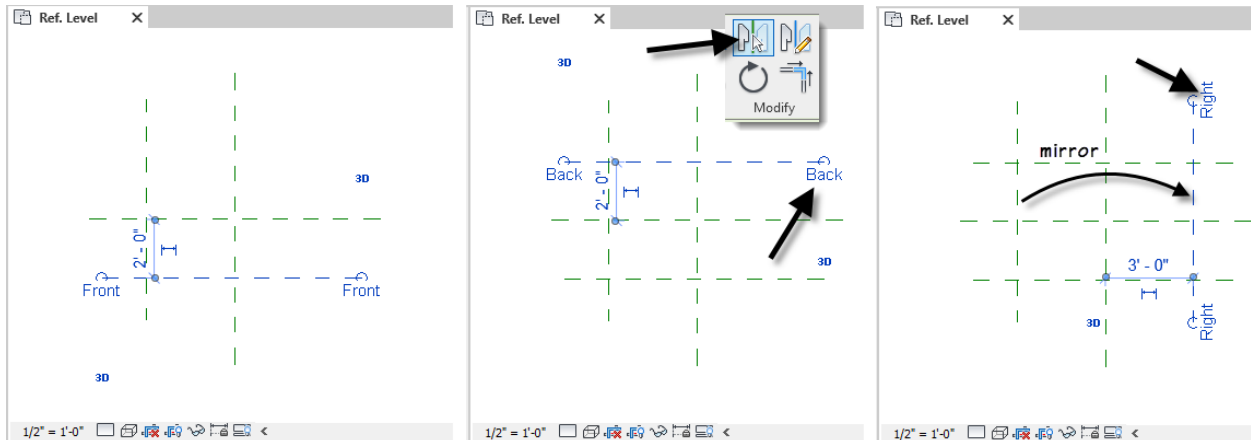 Ref. Level
3D
2' - 0"
Front
Front
3D
1/2" = 1'-0"
Ref. Level
3D
Modify
Back
Back
2' - 0"
3D
1/2" = 1'-0"
Ref. Level
Right
mirror
3' - 0"
3D
Right
1/2" = 1'-0"